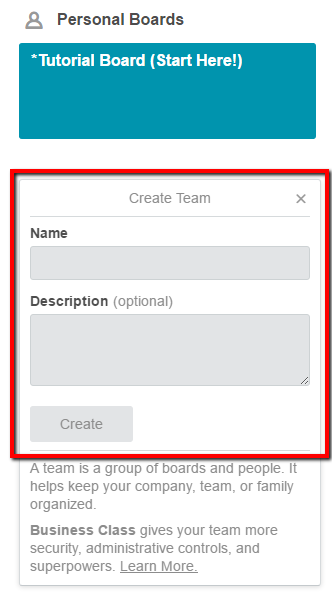 Personal Boards
*Tutorial Board (Start Here!)
Create Team ×
Name
Description (optional)
Create
A team is a group of boards and people. It
helps keep your company, team, or family
organized.
Business Class gives your team more
security, administrative controls, and
superpowers. Learn More.